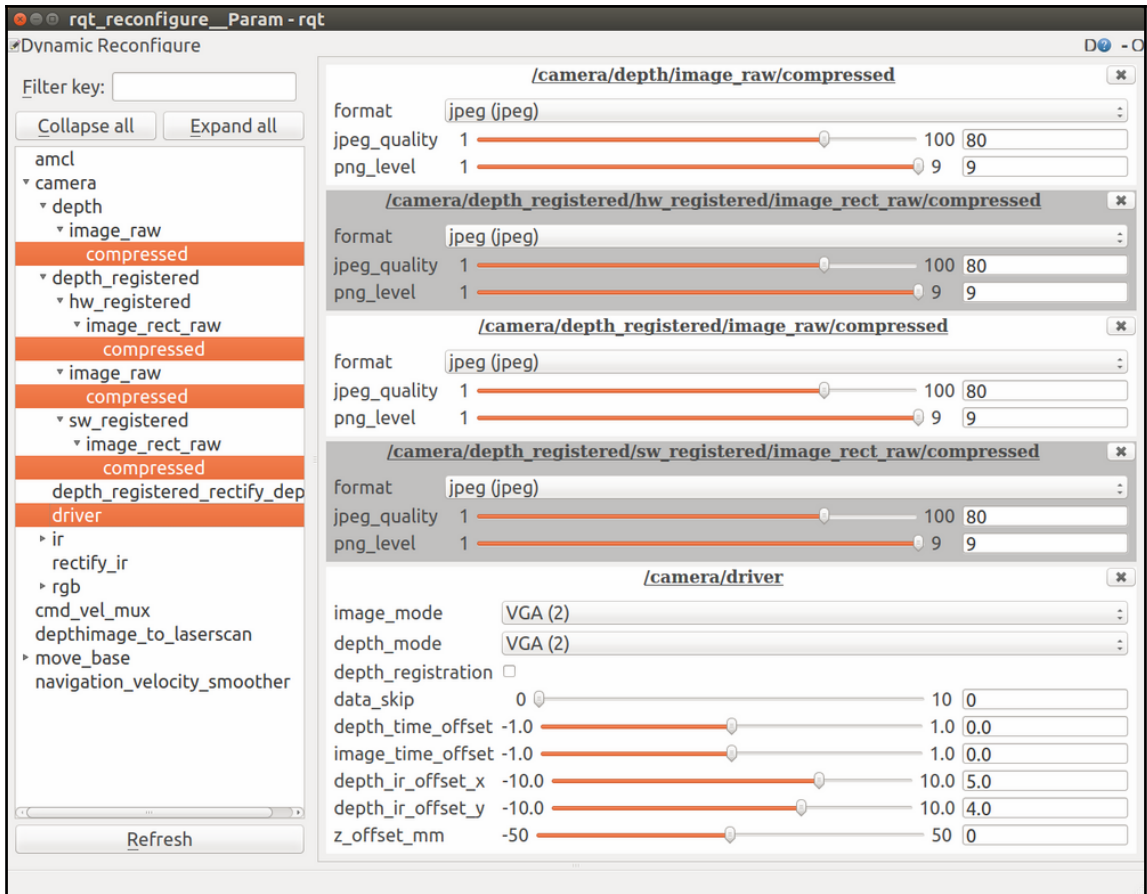 rqt_reconfigure__Param - rqt
Dynamic Reconfigure
D - O
Filter key:
Collapse all Expand all
amcl
camera
depth
image_raw
compressed
depth_registered
hw_registered
image_rect_raw
compressed
image_raw
compressed
sw_registered
image_rect_raw
compressed
depth_registered_rectify_dep
driver
ir
rectify_ir
rgb
cmd_vel_mux
depthimage_to_laserscan
move_base
navigation_velocity_smoother
Refresh
/camera/depth/image_raw/compressed
format jpeg (jpeg)
jpeg_quality 1 100 80
png_level 1 9 9
/camera/depth_registered/hw_registered/image_rect_raw/compressed
format jpeg (jpeg)
jpeg_quality 1 100 80
png_level 1 9 9
/camera/depth_registered/image_raw/compressed
format jpeg (jpeg)
jpeg_quality 1 100 80
png_level 1 9 9
/camera/depth_registered/sw_registered/image_rect_raw/compressed
format jpeg (jpeg)
jpeg_quality 1 100 80
png_level 1 9 9
/camera/driver
image_mode VGA (2)
depth_mode VGA (2)
depth_registration
data_skip 0 10 0
depth_time_offset -1.0 1.0 0.0
image_time_offset -1.0 1.0 0.0
depth_ir_offset_x -10.0 10.0 5.0
depth_ir_offset_y -10.0 10.0 4.0
z_offset_mm -50 50 0